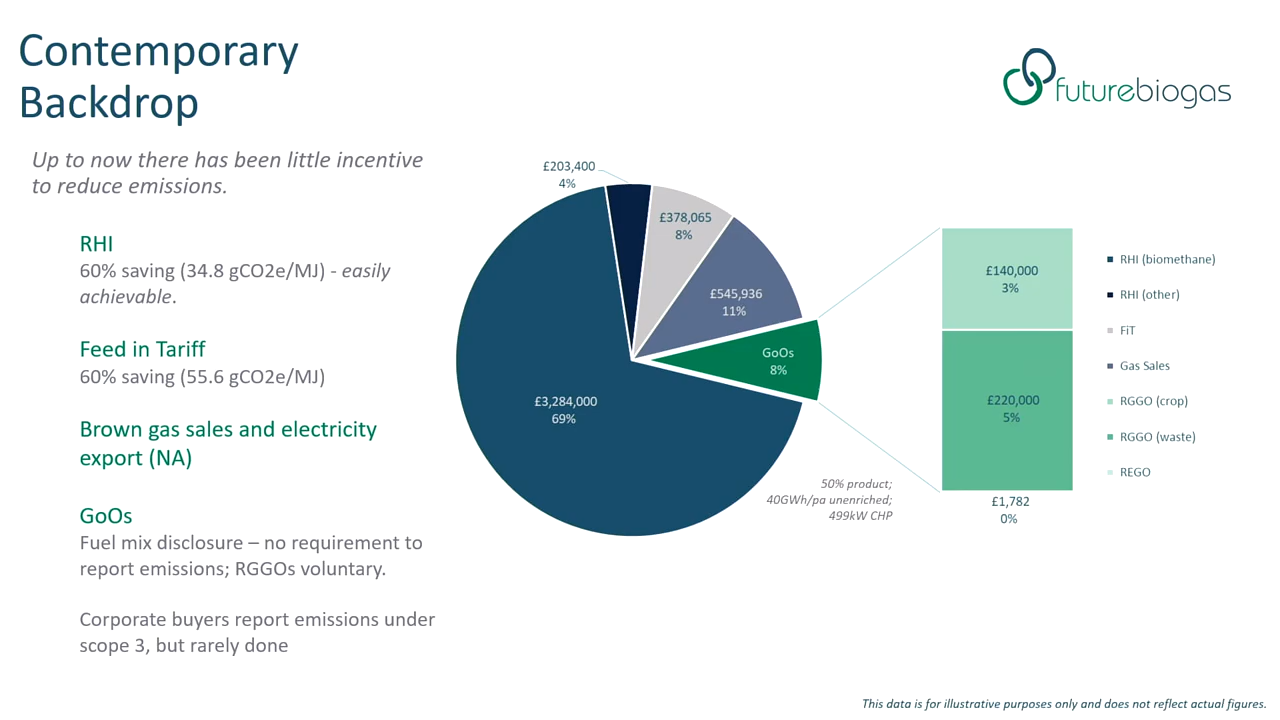 Contemporary
Backdrop
futurebiogas
Up to now there has been little incentive
to reduce emissions.
RHI
60% saving (34.8 gCO2e/MJ) - easily
achievable.
Feed in Tariff
60% saving (55.6 gCO2e/MJ)
Brown gas sales and electricity
export (NA)
GoOs
Fuel mix disclosure – no requirement to
report emissions; RGGOs voluntary.
Corporate buyers report emissions under
scope 3, but rarely done
£203,400
4%
£378,065
8%
£545,936
11%
GoOs
8%
£3,284,000
69%
50% product;
40GWh/pa unenriched;
499kW CHP
£140,000
3%
£220,000
5%
£1,782
0%
RHI (biomethane)
RHI (other)
FiT
Gas Sales
RGGO (crop)
RGGO (waste)
REGO
This data is for illustrative purposes only and does not reflect actual figures.